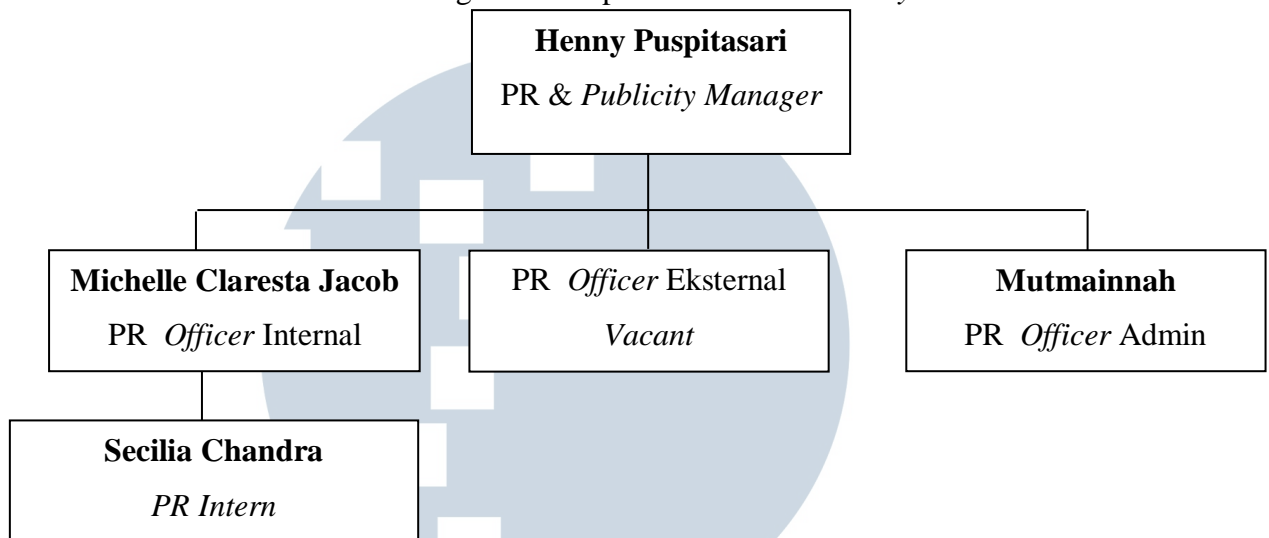 Henny Puspitasari
PR & Publicity Manager
Michelle Claresta Jacob
PR Officer Internal
PR Officer Eksternal
Vacant
Mutmainnah
PR Officer Admin
Secilia Chandra
PR Intern